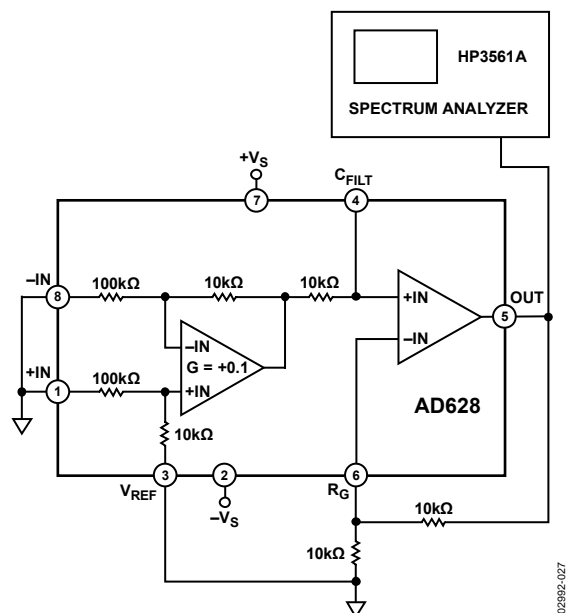 HP3561A
SPECTRUM ANALYZER
+VS
CFILT
7
4
–IN
100kΩ
10kΩ
10kΩ
+IN
OUT
8
5
–IN
–IN
+IN
G = +0.1
100kΩ
+IN
1
AD628
10kΩ
3
2
6
VREF
RG
–VS
10kΩ
10kΩ
02992-027